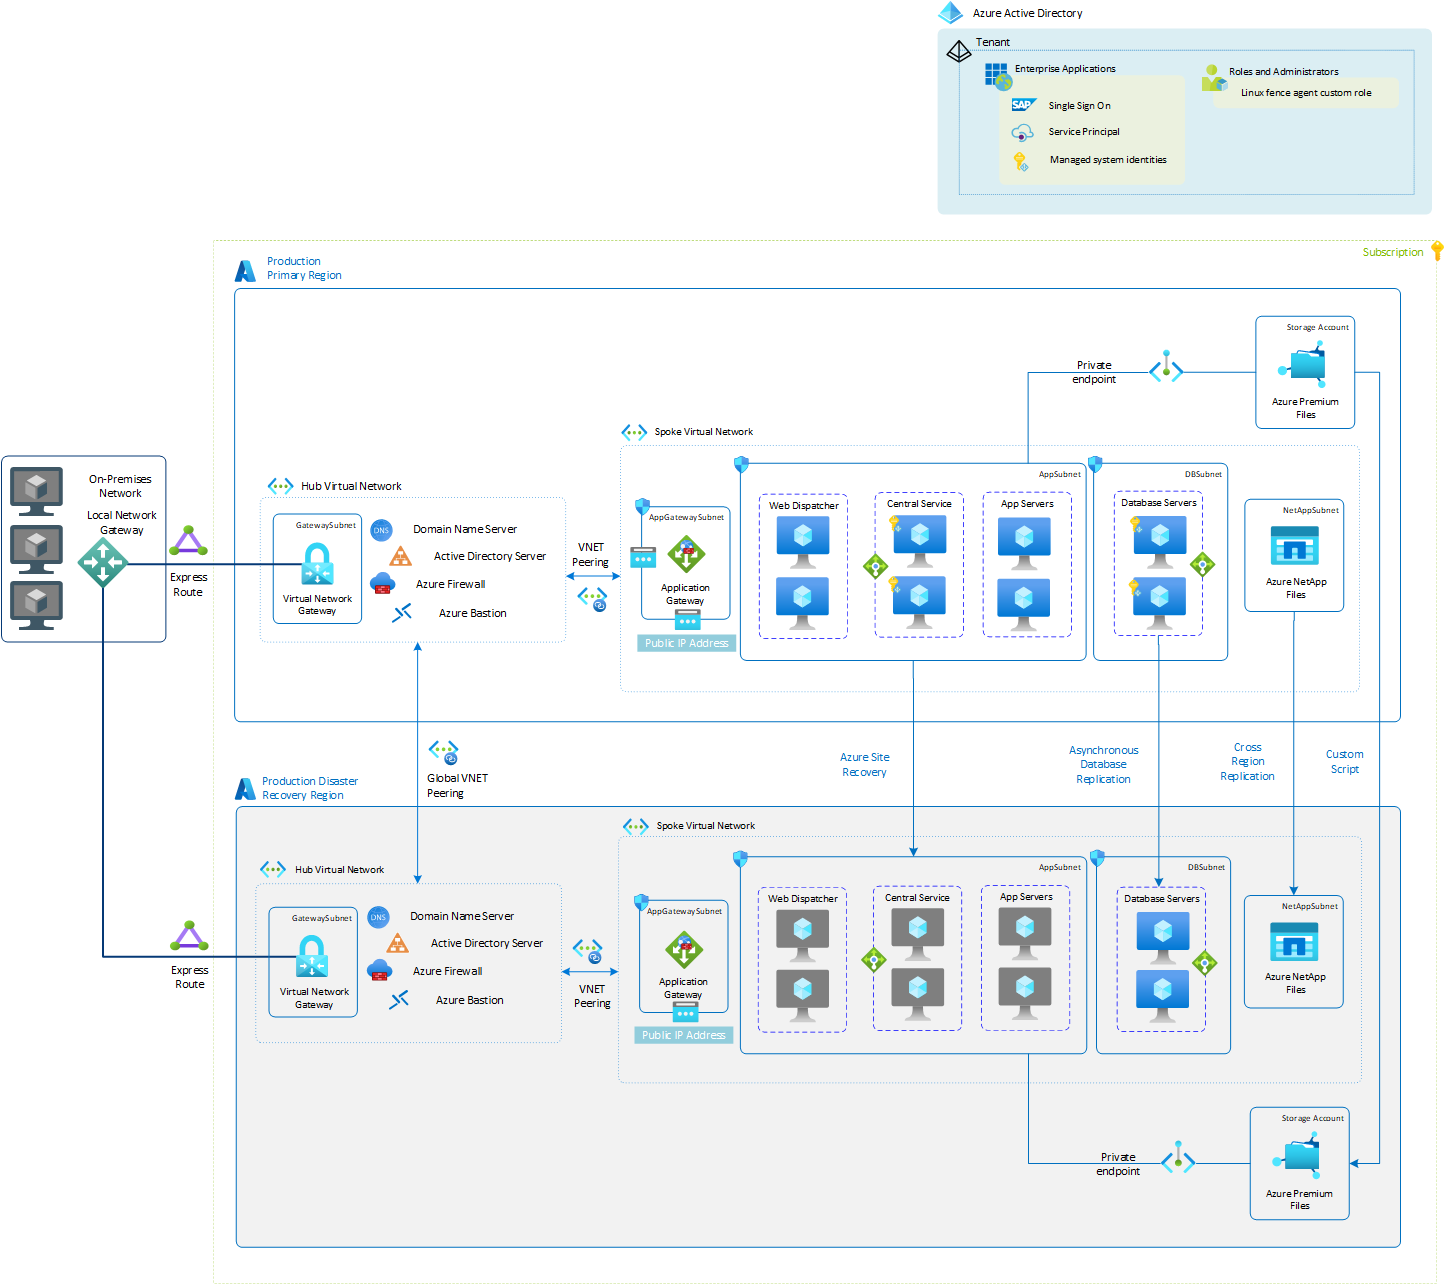 Azure Active Directory
Tenant
Enterprise Applications
SAP
Single Sign On
Service Principal
Managed system identities
Roles and Administrators
Linux fence agent custom role
Subscription
Production
Primary Region
Storage Account
Azure Premium
Files
Private
endpoint
Spoke Virtual Network
On-Premises
Network
Local Network
Gateway
Express
Route
Hub Virtual Network
GatewaySubnet
Virtual Network
Gateway
DNS
Domain Name Server
Active Directory Server
Azure Firewall
Azure Bastion
VNET
Peering
AppGatewaySubnet
Application
Gateway
Public IP Address
AppSubnet
Web Dispatcher
Central Service
App Servers
DBSubnet
Database Servers
NetAppSubnet
Azure NetApp
Files
Global VNET
Peering
Azure Site
Recovery
Asynchronous
Database
Replication
Cross
Region
Replication
Custom
Script
Production Disaster
Recovery Region
Spoke Virtual Network
Hub Virtual Network
GatewaySubnet
Virtual Network
Gateway
DNS
Domain Name Server
Active Directory Server
Azure Firewall
Azure Bastion
Express
Route
VNET
Peering
AppGatewaySubnet
Application
Gateway
Public IP Address
AppSubnet
Web Dispatcher
Central Service
App Servers
DBSubnet
Database Servers
NetAppSubnet
Azure NetApp
Files
Private
endpoint
Storage Account
Azure Premium
Files